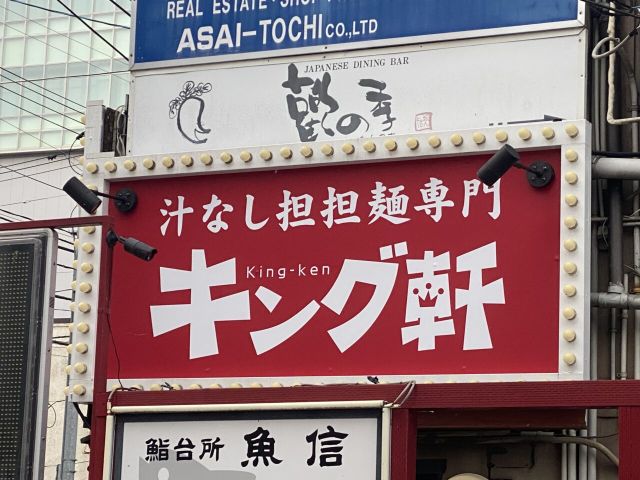 REAL ESTATE · SHOP
ASAI-TOCHI CO.,LTD
JAPANESE DINING BAR
の季
汁なし担担麺専門
King-ken
キング軒
鮨台所 魚信